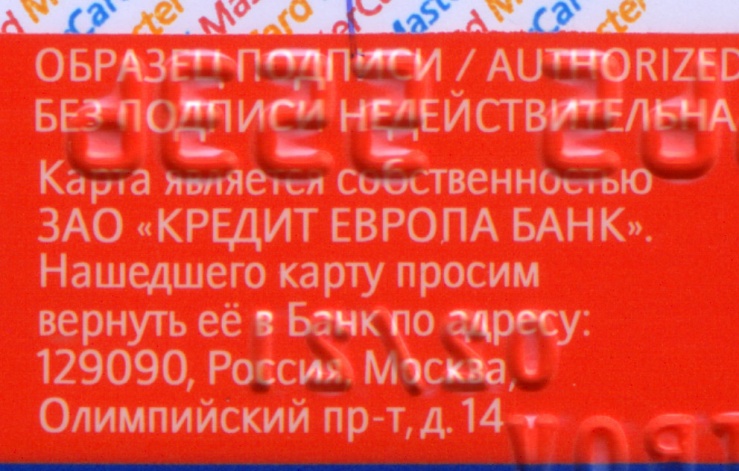 ОБРАЗЕЦ ПОДПИСИ / AUTHORIZED
БЕЗ ПОДПИСИ НЕДЕЙСТВИТЕЛЬНА
Карта является собственностью
ЗАО «КРЕДИТ ЕВРОПА БАНК».
Нашедшего карту просим
вернуть её в Банк по адресу:
129090, Россия, Москва,
Олимпийский пр-т, д. 14